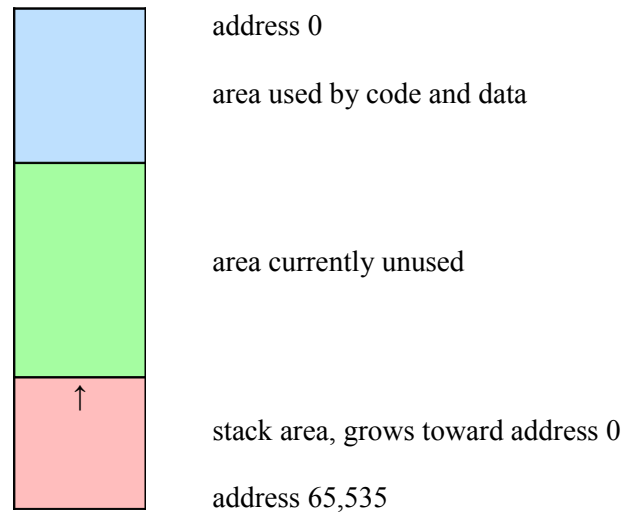 address 0
area used by code and data
area currently unused
↑
stack area, grows toward address 0
address 65,535